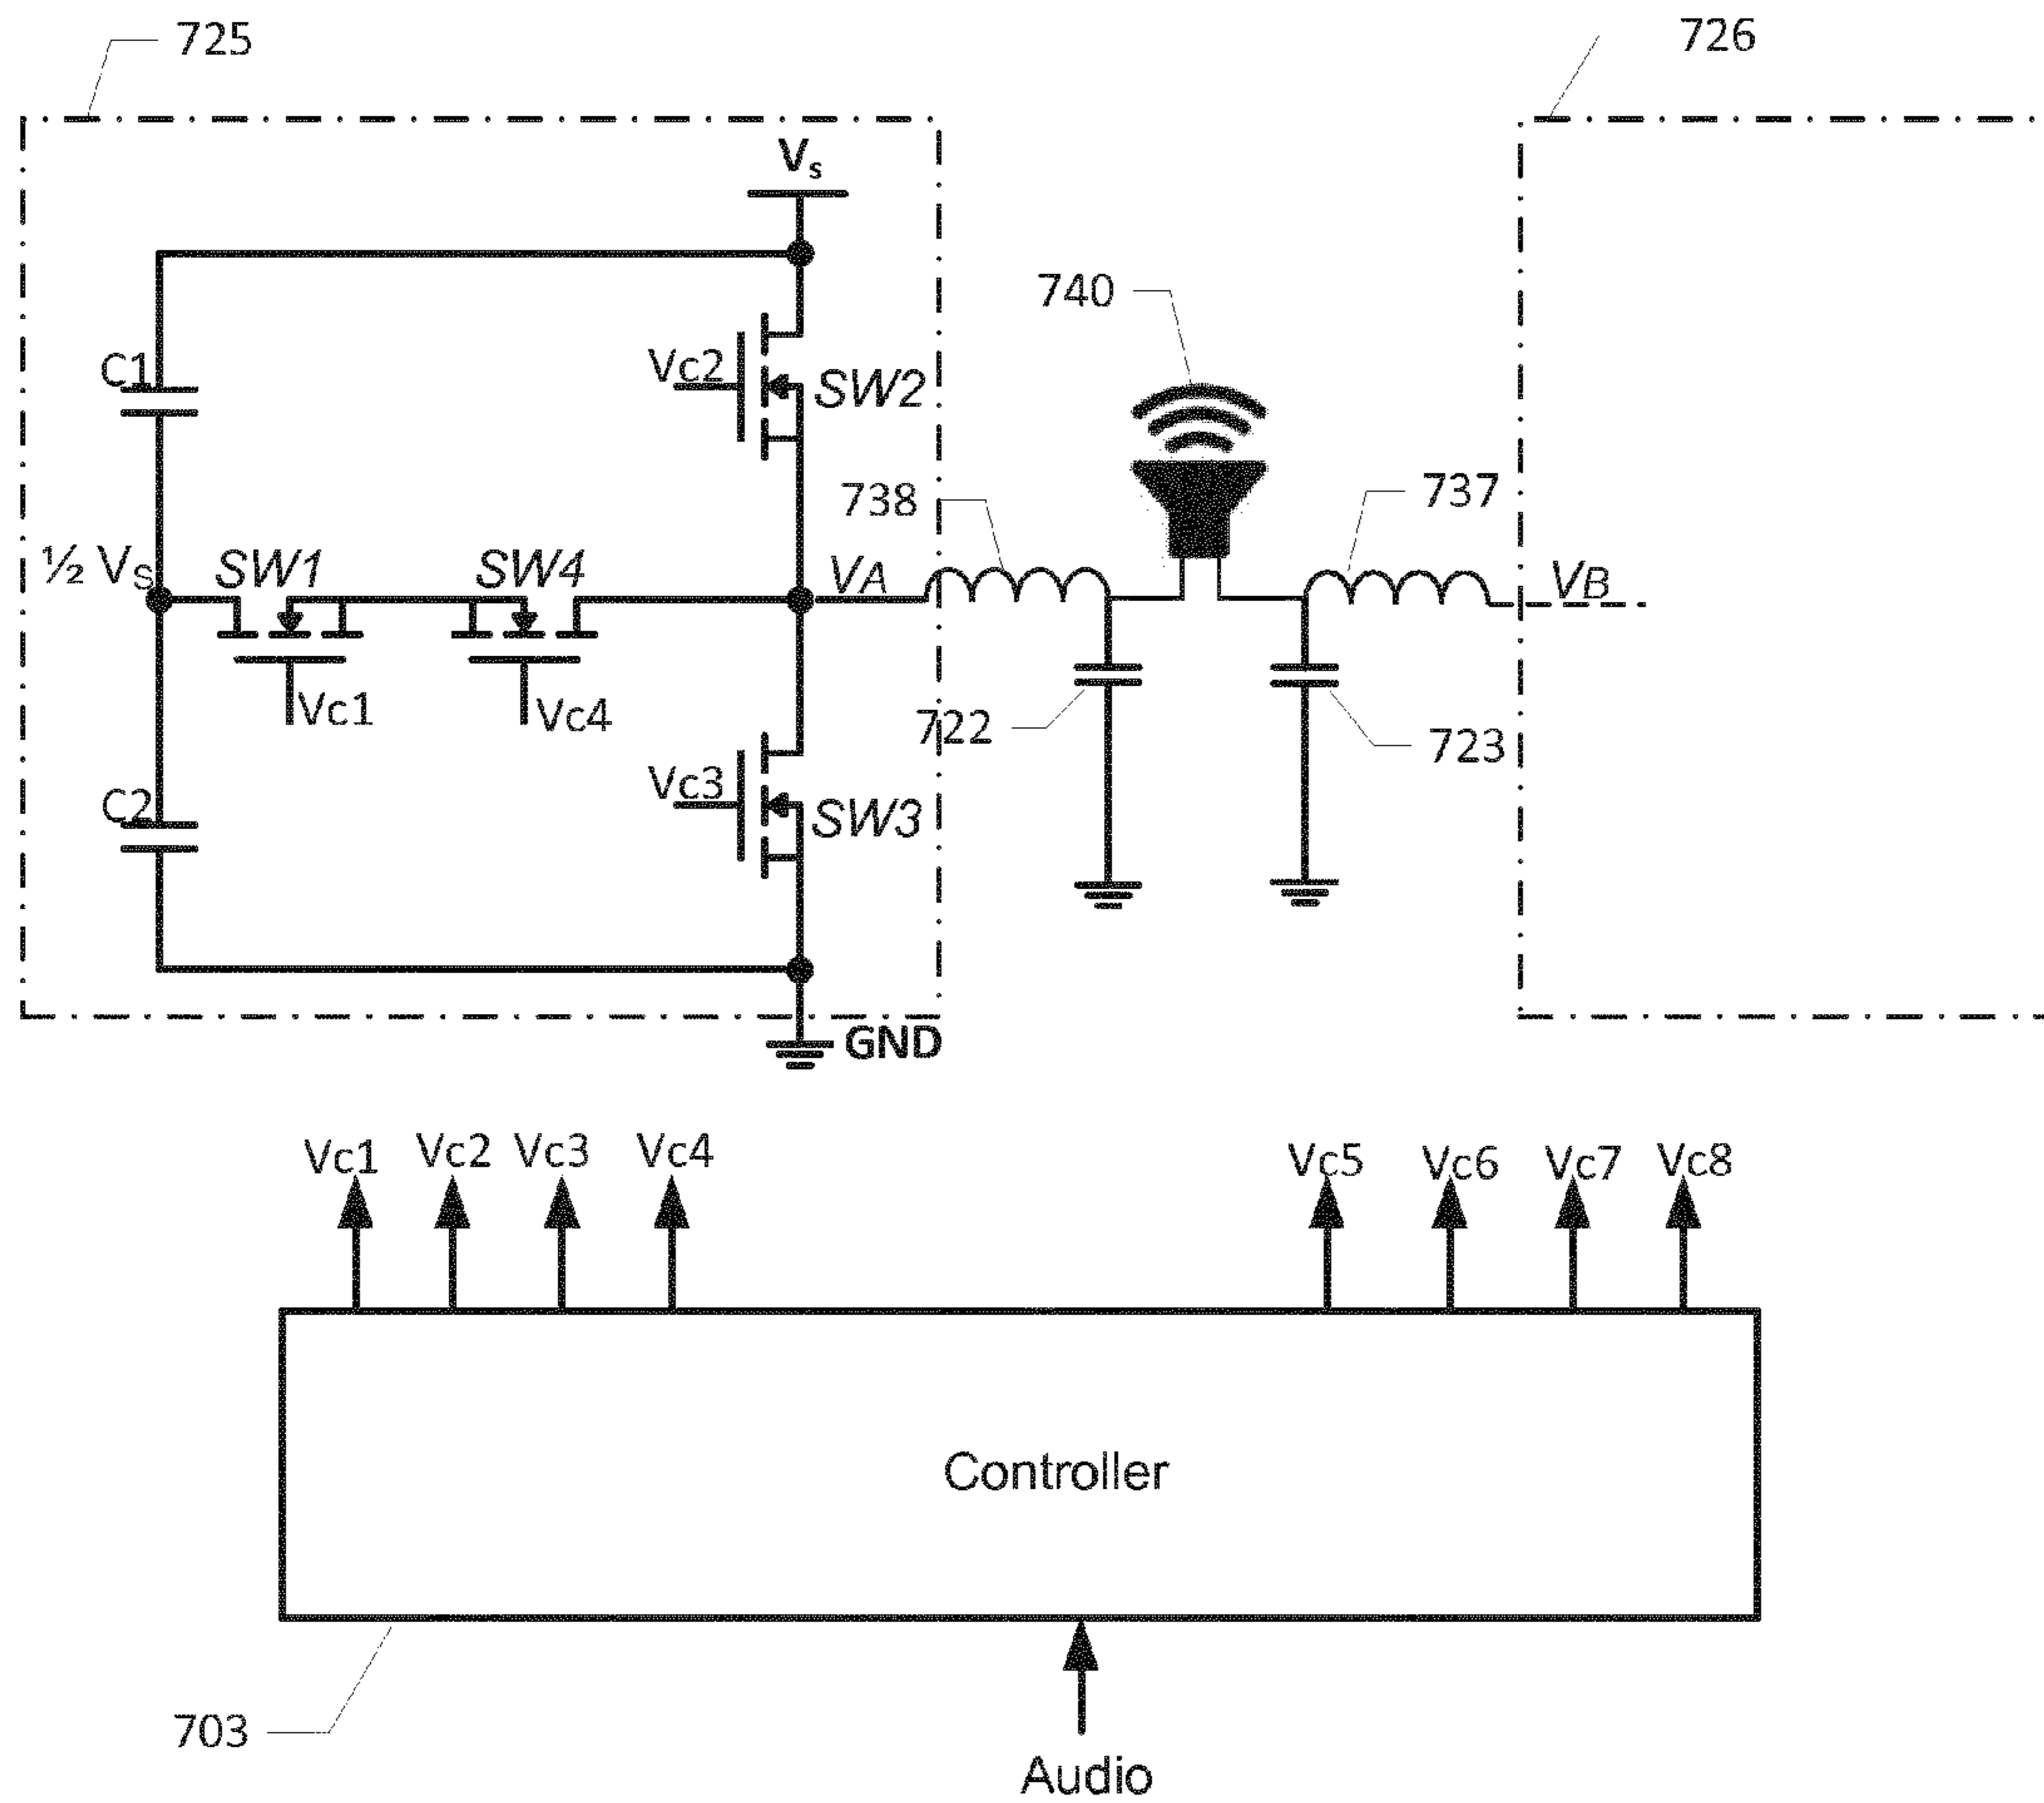 725
726
Vs
740
C1
Vc2
SW2
738
737
½ VS
SW1
SW4
VA
VB
Vc1
Vc4
722
723
C2
Vc3
SW3
GND
Vc1
Vc2
Vc3
Vc4
Vc5
Vc6
Vc7
Vc8
Controller
703
Audio